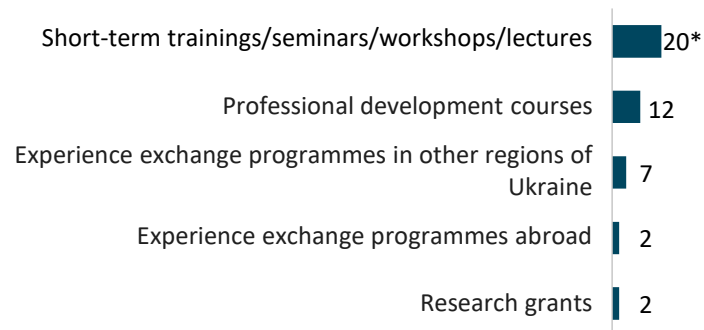 Short-term trainings/seminars/workshops/lectures 20*
Professional development courses 12
Experience exchange programmes in other regions of
Ukraine 7
Experience exchange programmes abroad 2
Research grants 2